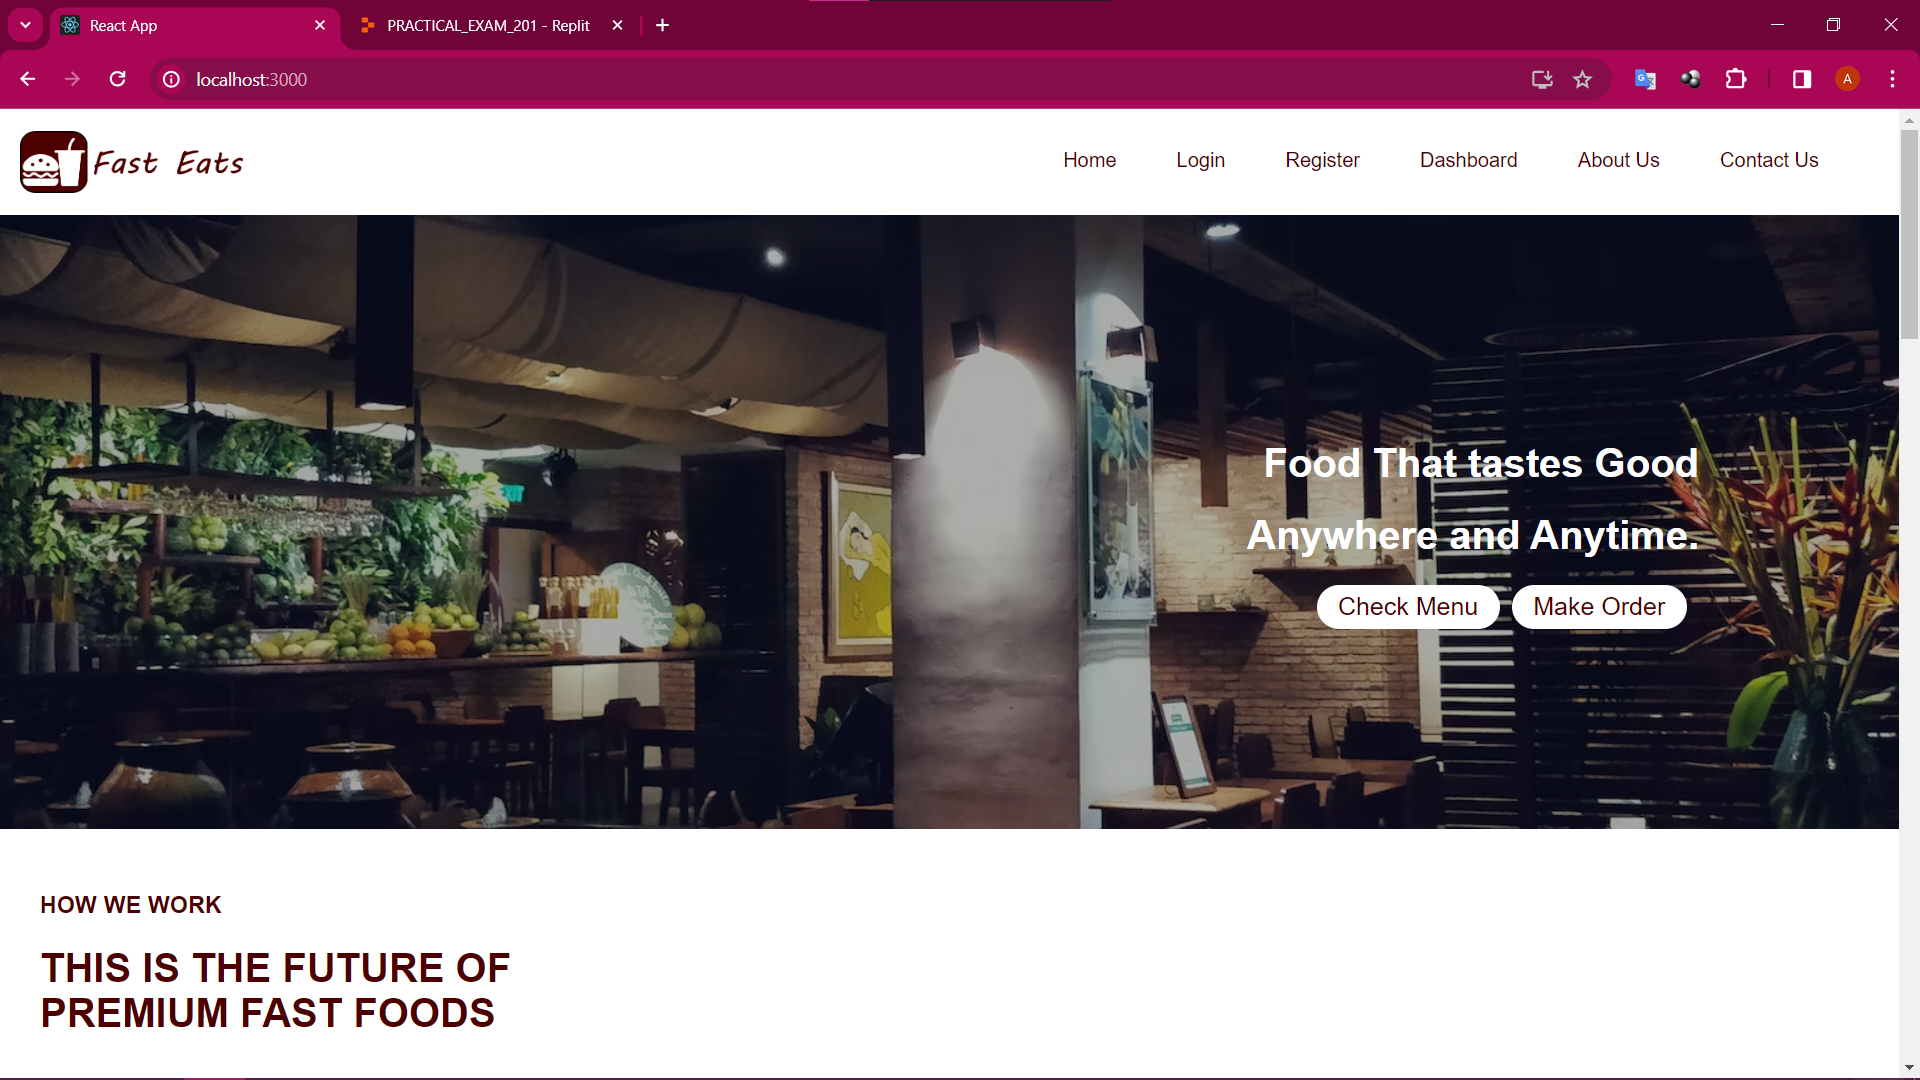 React App
PRACTICAL_EXAM_201 - Replit
localhost:3000
A
Fast Eats
Home
Login
Register
Dashboard
About Us
Contact Us
Food That tastes Good
Anywhere and Anytime.
Check Menu
Make Order
HOW WE WORK
THIS IS THE FUTURE OF
PREMIUM FAST FOODS